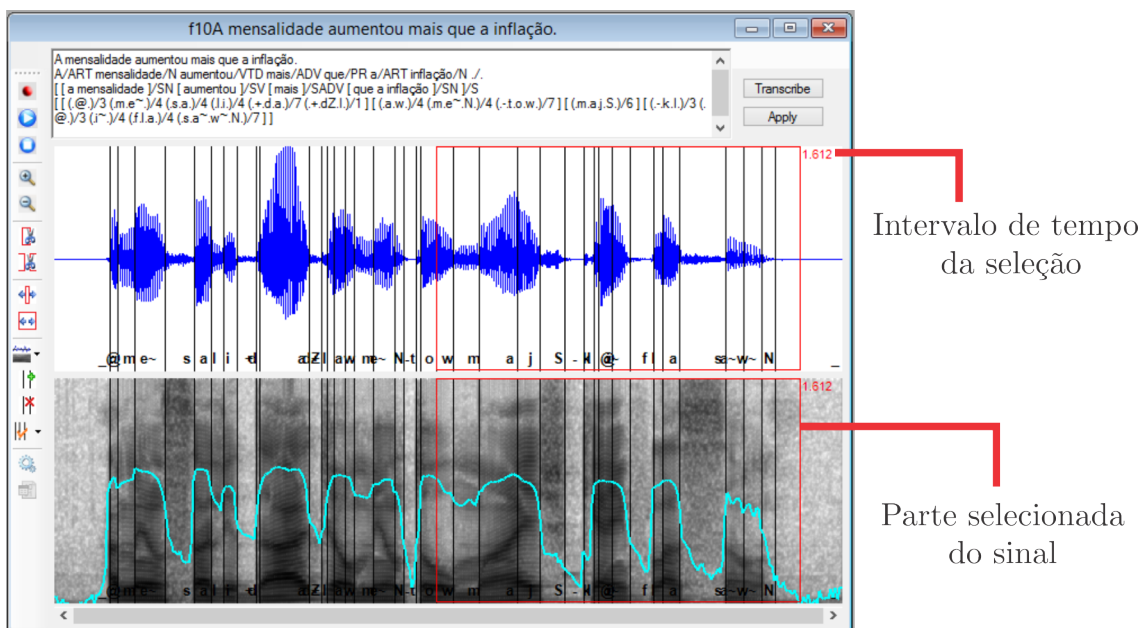 f10A mensalidade aumentou mais que a inflação.
A mensalidade aumentou mais que a inflação.
A/ART mensalidade/N aumentou/VTD mais/ADV que/PR a/ART inflação/N ./.
[ [ a mensalidade ]/SN [ aumentou ]/SV [ mais ]/SADV [ que a inflação ]/SN ]/S
[ [ (.@.)/3 (.m.e~.)/4 (.s.a.)/4 (.l.i.)/4 (.+.d.a.)/7 (.+.dZ.I.)/1 ] [ (.a.w.)/4 (.m.e~.N.)/4 (-.t.o.w.)/7 ] [ (.m.a.j.S.)/6 ] [ (.-.k.I.)/3 (.
@.)/3 (.i~.)/4 (.f.l.a.)/4 (.s.a~.w~.N.)/7 ] ]
Transcribe
Apply
1.612
Intervalo de tempo
da seleção
_@m e~ s a l i
N-t o w m a j S - f a s a~w~ N _
1.612
Parte selecionada
do sinal
_@m e~ s a l i
N-t o w m a j S - f a s a~w~ N